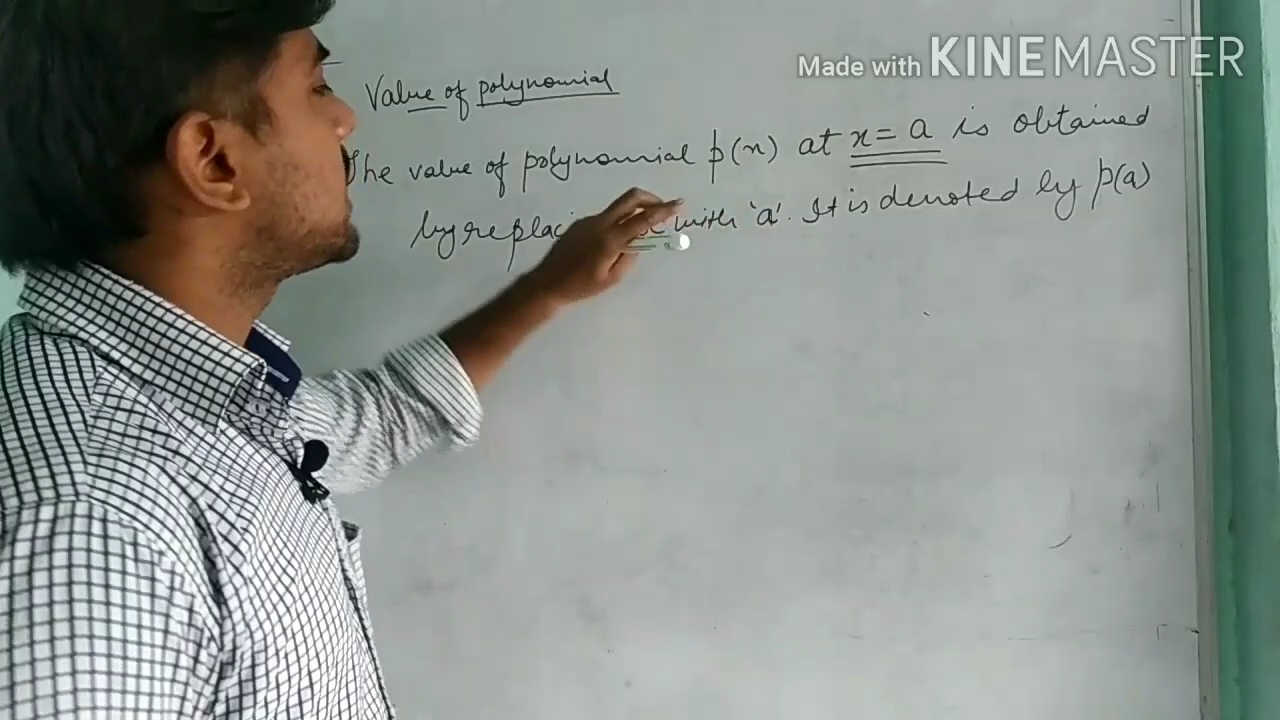 Made with KINEMASTER
Value of polynomial
The value of polynomial p(x) at x = a is obtained
by replaci x with 'a'. It is denoted by p(a)